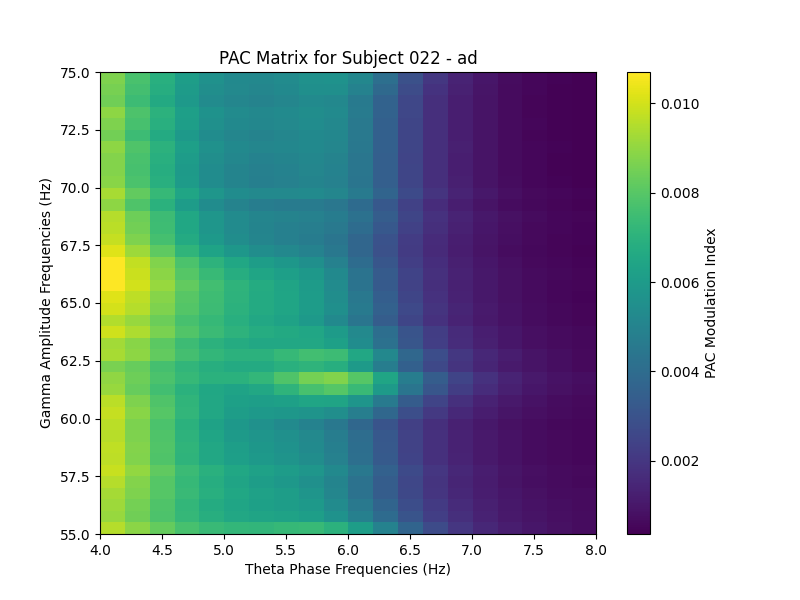 PAC Matrix for Subject 022 - ad
75.0
72.5
70.0
67.5
65.0
62.5
60.0
57.5
55.0
Gamma Amplitude Frequencies (Hz)
4.0 4.5 5.0 5.5 6.0 6.5 7.0 7.5 8.0
Theta Phase Frequencies (Hz)
0.010
0.008
0.006
0.004
0.002
PAC Modulation Index